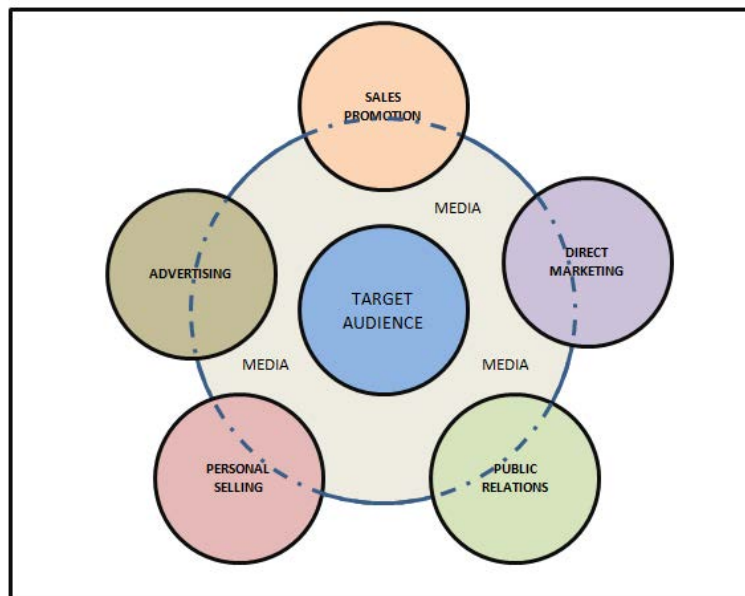 SALES
PROMOTION
MEDIA
DIRECT
MARKETING
ADVERTISING
TARGET
AUDIENCE
MEDIA
MEDIA
PERSONAL
SELLING
PUBLIC
RELATIONS